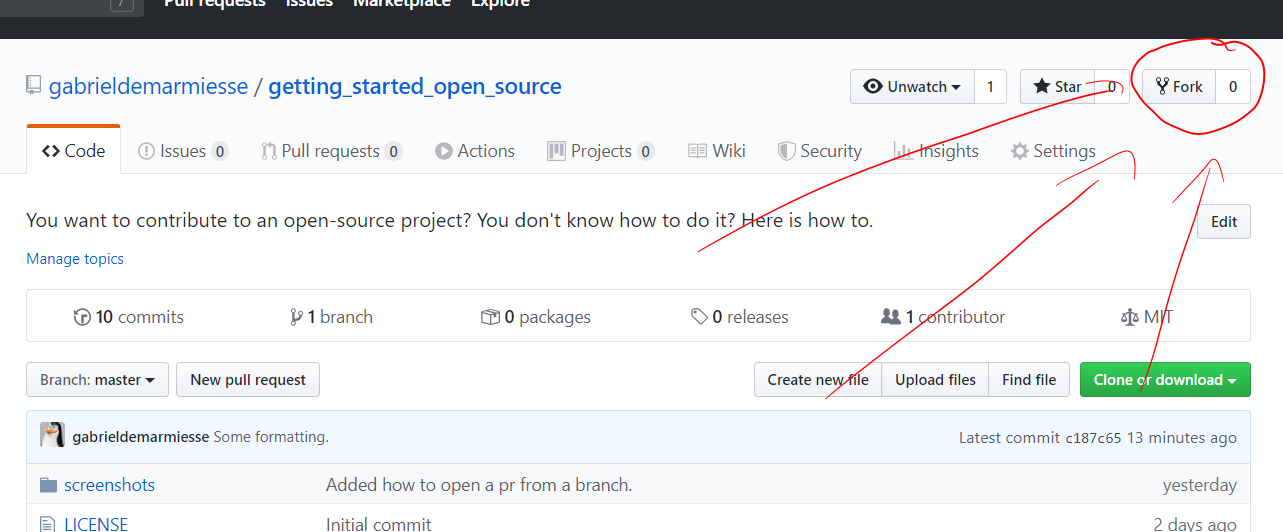 / Pull requests Issues Marketplace Explore
gabrieldemarmiesse / getting_started_open_source Unwatch 1 Star 0 Fork 0
Code Issues 0 Pull requests 0 Actions Projects 0 Wiki Security Insights Settings
You want to contribute to an open-source project? You don't know how to do it? Here is how to. Edit
Manage topics
10 commits 1 branch 0 packages 0 releases 1 contributor MIT
Branch: master New pull request Create new file Upload files Find file Clone or download
gabrieldemarmiesse Some formatting. Latest commit c187c65 13 minutes ago
screenshots Added how to open a pr from a branch. yesterday
LICENSE Initial commit 2 days ago